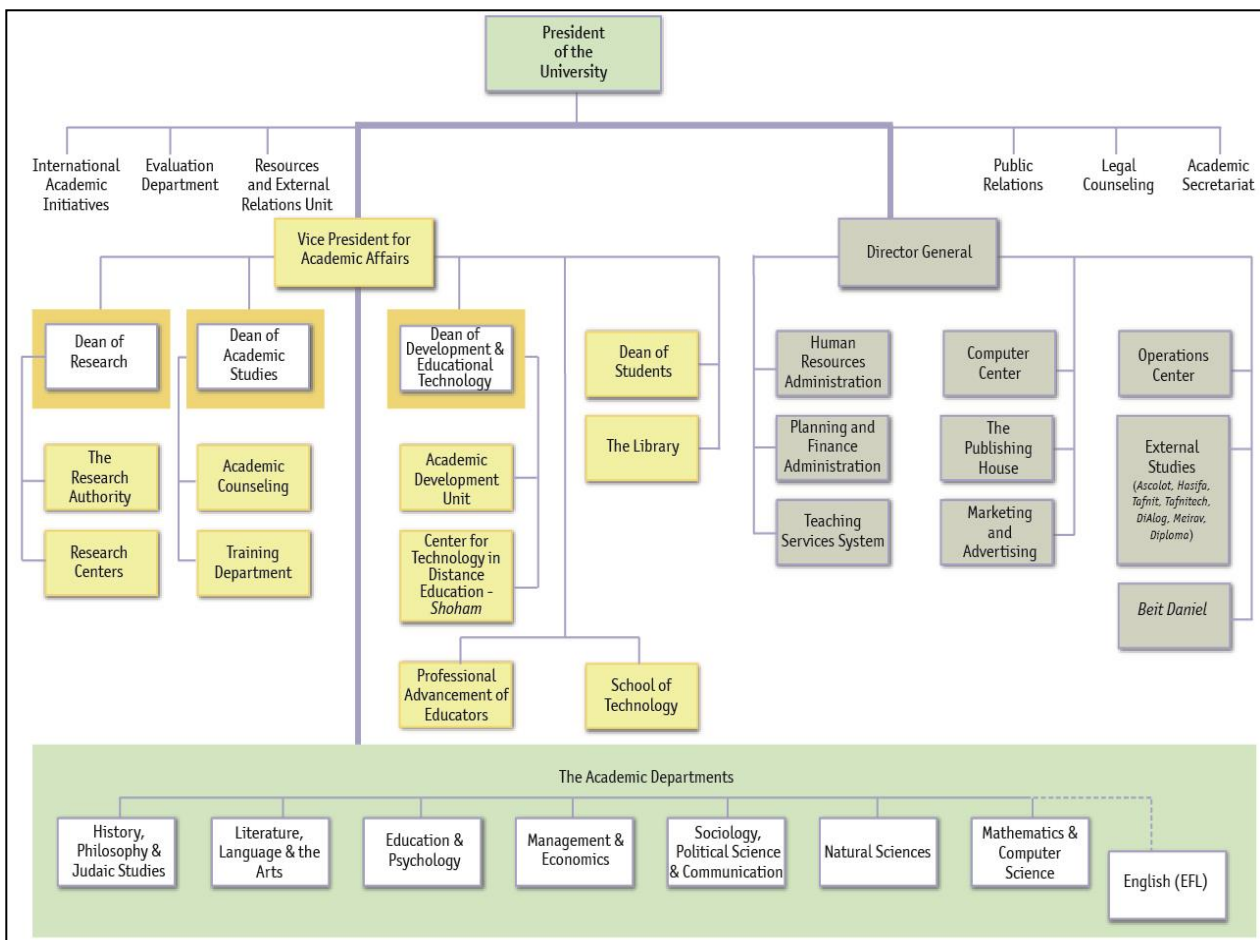 President
of the
University
International
Academic
Initiatives
Evaluation
Department
Resources
and External
Relations Unit
Public
Relations
Legal
Counseling
Academic
Secretariat
Vice President for
Academic Affairs
Director General
Dean of
Research
Dean of
Academic
Studies
Dean of
Development &
Educational
Technology
Dean of
Students
Human
Resources
Administration
Computer
Center
Operations
Center
The
Research
Authority
Academic
Counseling
Academic
Development
Unit
The Library
Planning and
Finance
Administration
The
Publishing
House
External
Studies
(Ascolot, Hasifa,
Tafnit, Tafnitech,
DiAlog, Meirav,
Diploma)
Research
Centers
Training
Department
Center for
Technology in
Distance
Education -
Shoham
Teaching
Services System
Marketing
and
Advertising
Beit Daniel
Professional
Advancement of
Educators
School of
Technology
The Academic Departments
History,
Philosophy &
Judaic Studies
Literature,
Language & the
Arts
Education &
Psychology
Management &
Economics
Sociology,
Political Science
& Communication
Natural Sciences
Mathematics &
Computer
Science
English (EFL)